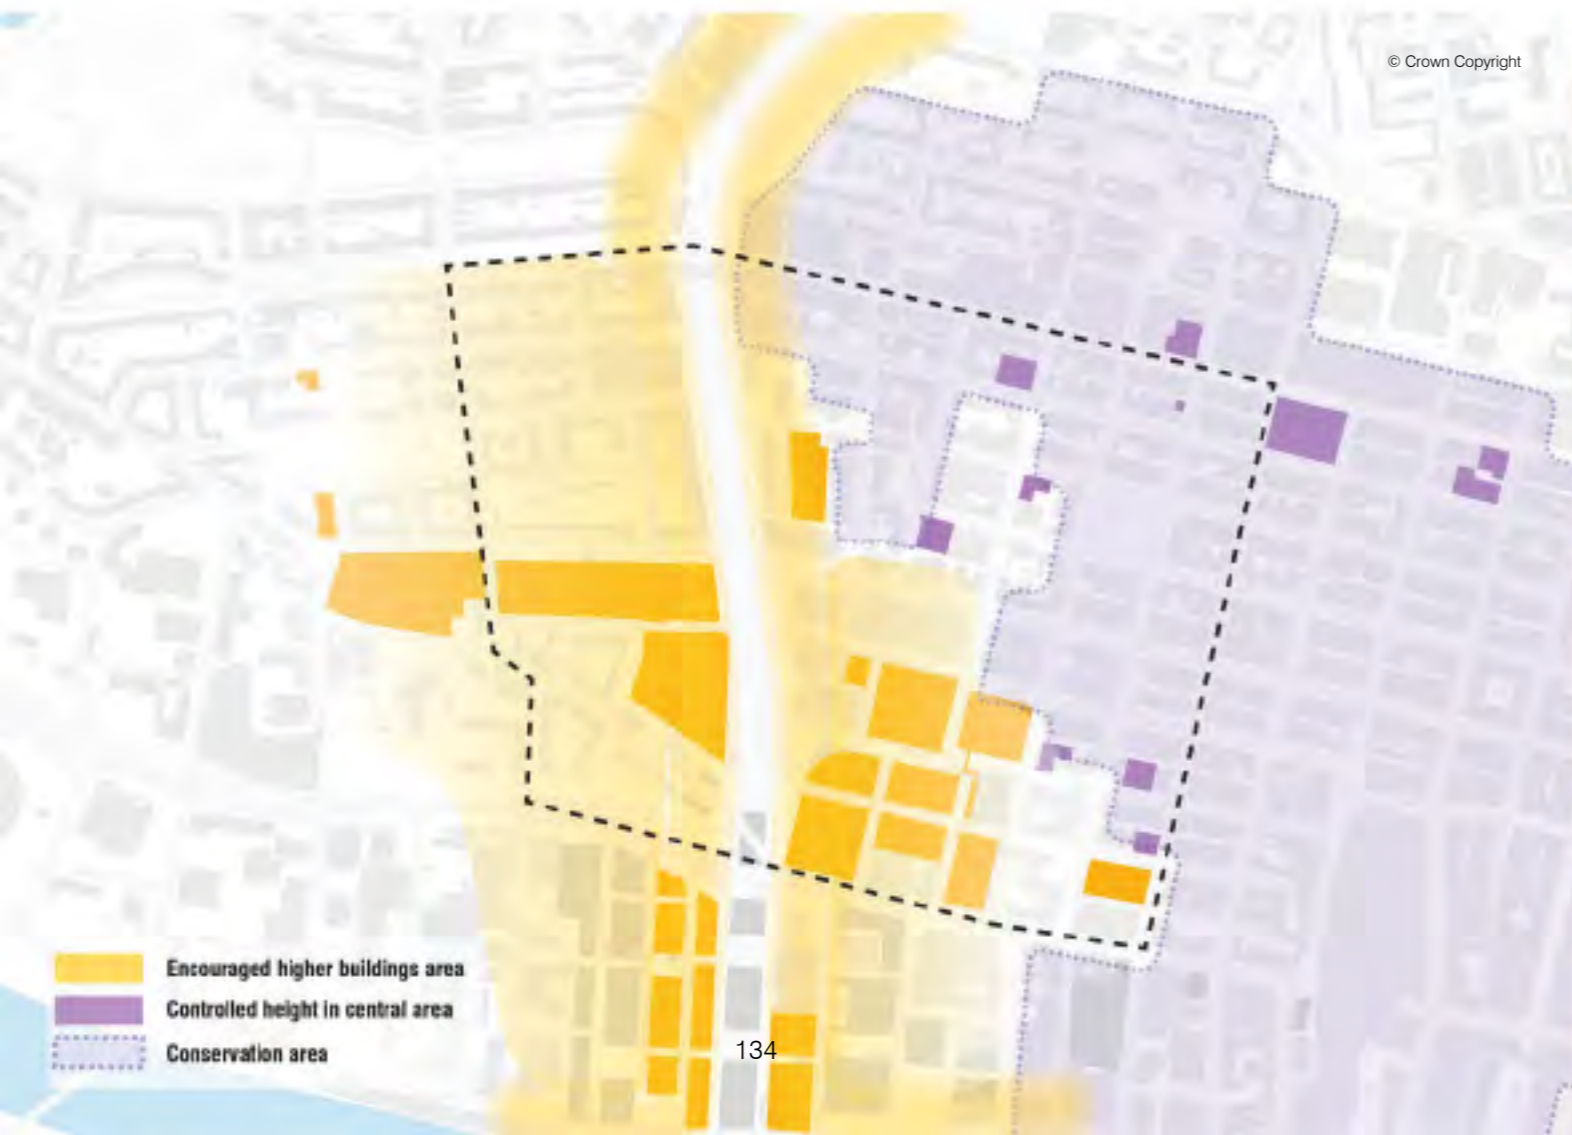 © Crown Copyright
Encouraged higher buildings area
Controlled height in central area
Conservation area
134